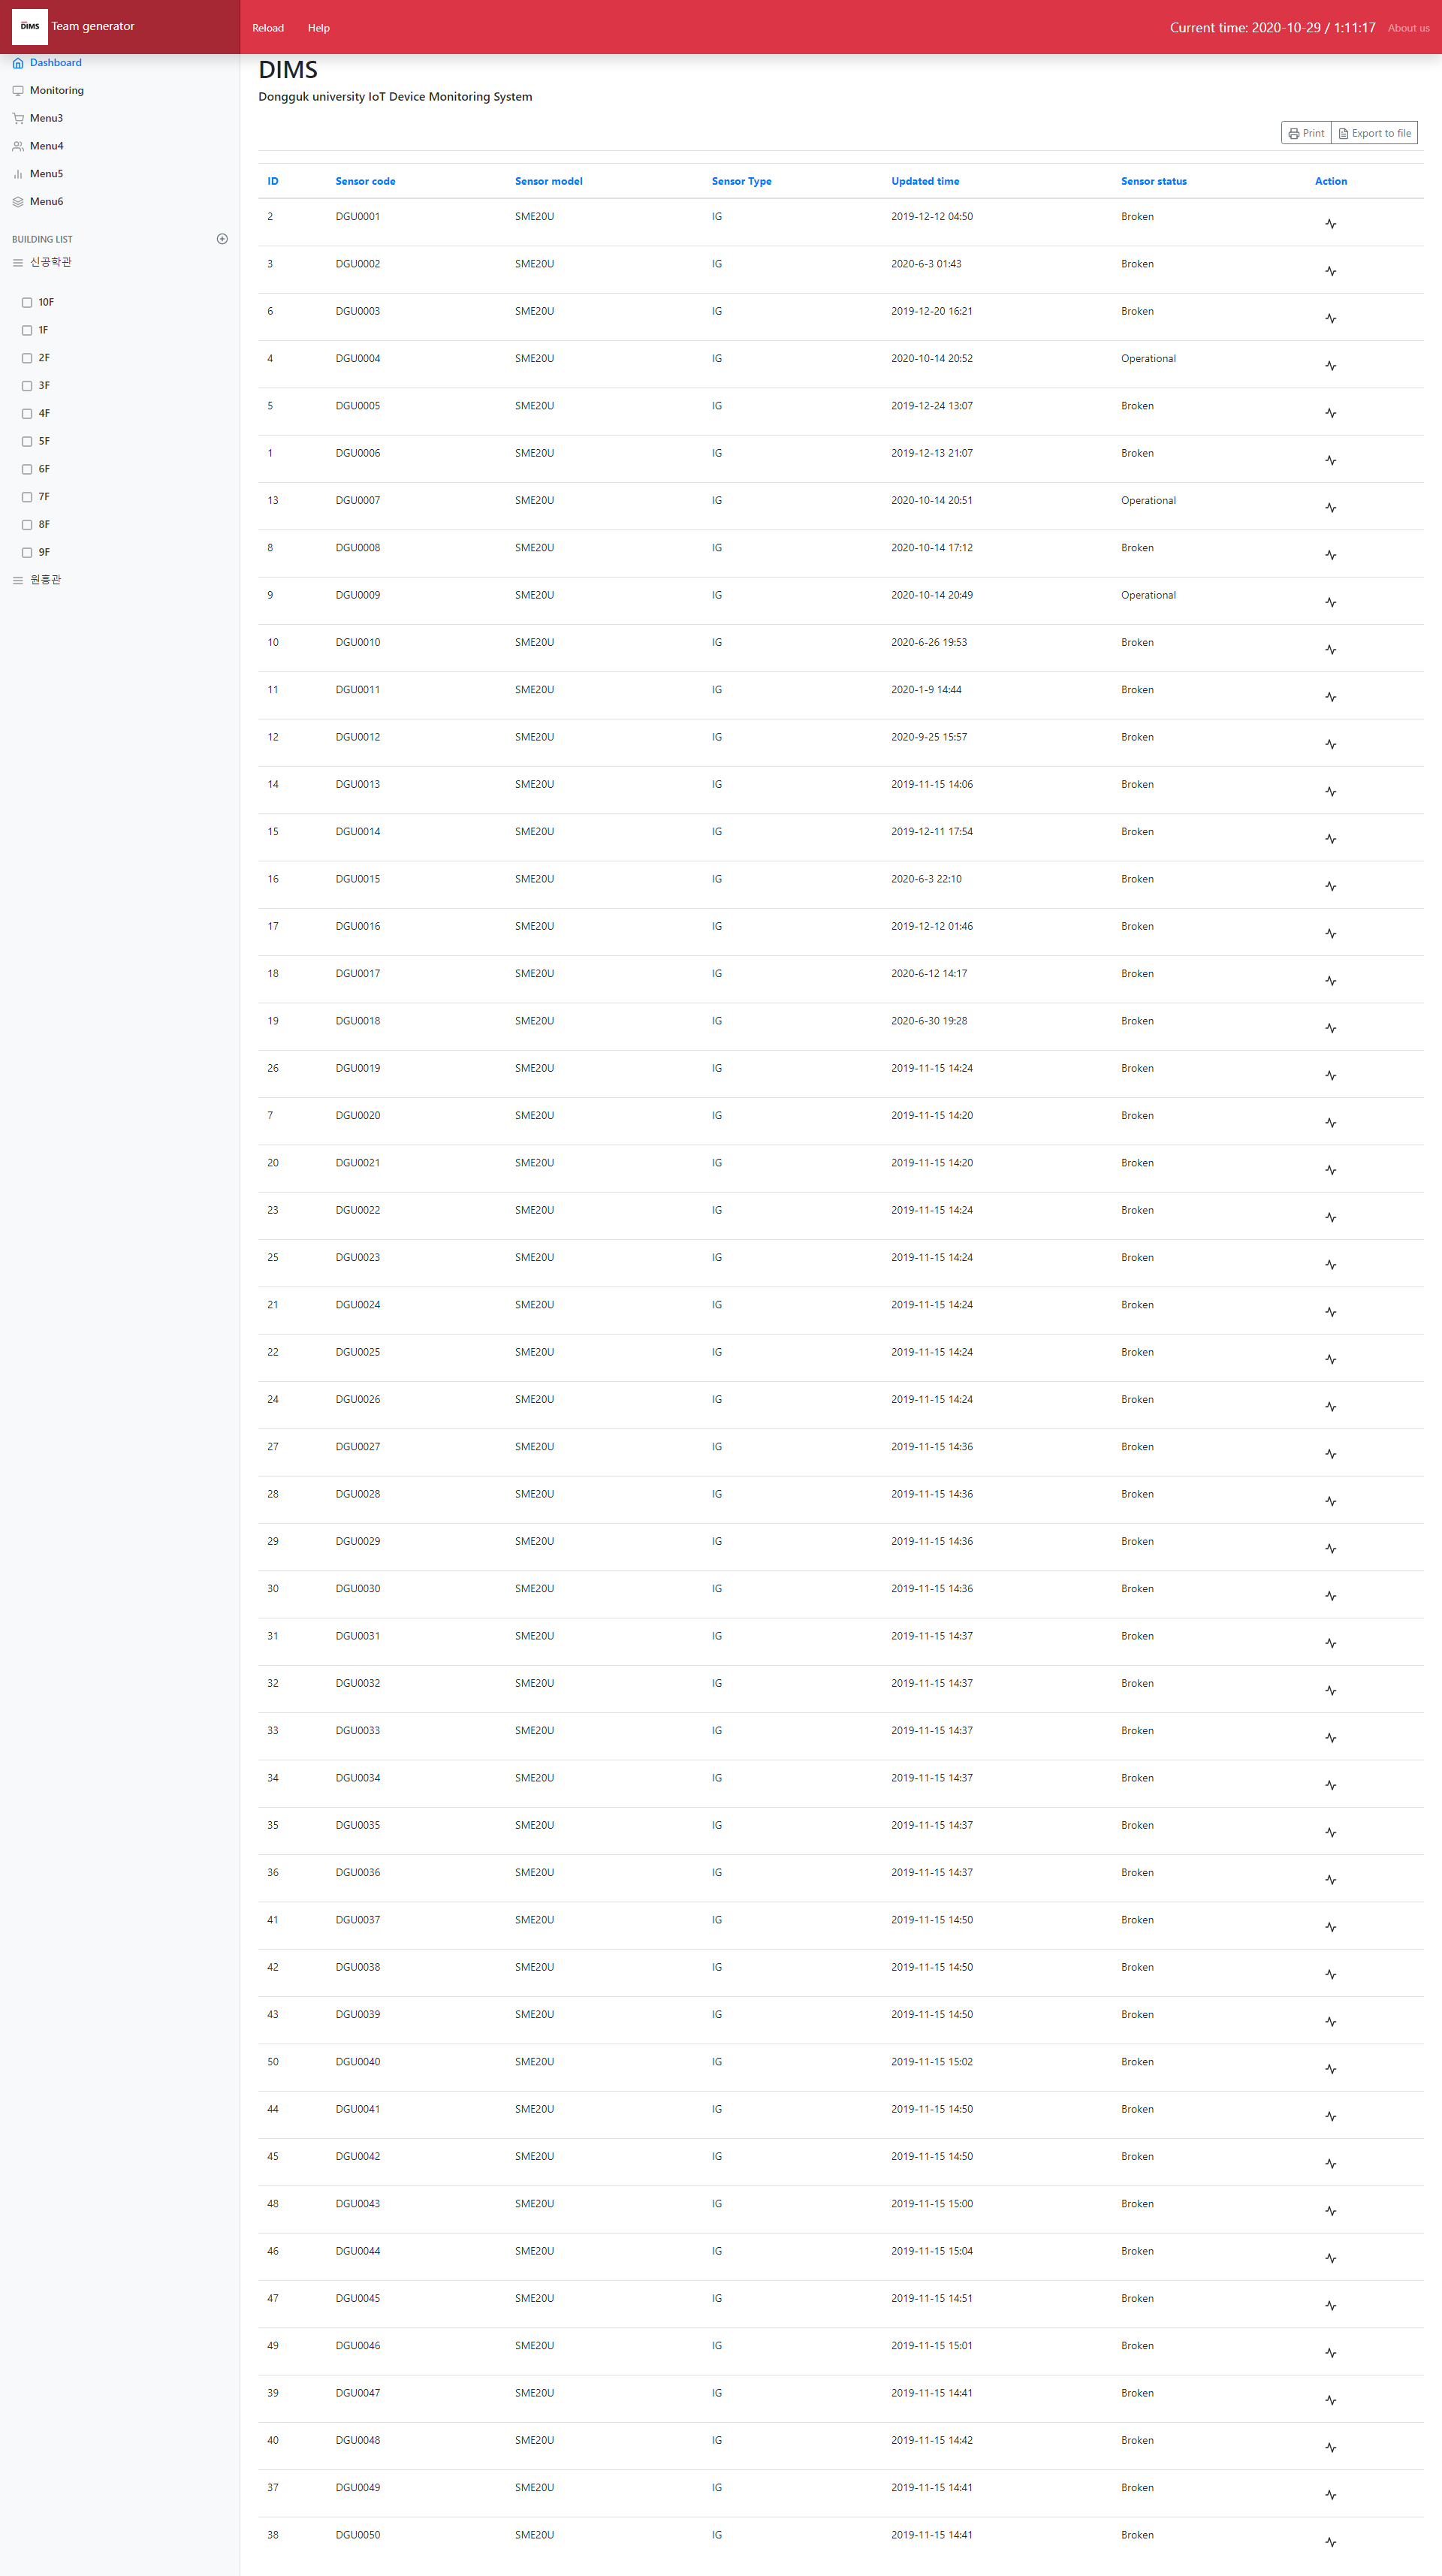 DIMS Team generator
Reload Help
Current time: 2020-10-29 / 1:11:17 About us
Dashboard
Monitoring
Menu3
Menu4
Menu5
Menu6
BUILDING LIST
신공학관
10F
1F
2F
3F
4F
5F
6F
7F
8F
9F
원흥관
DIMS
Dongguk university IoT Device Monitoring System
Print Export to file
ID Sensor code Sensor model Sensor Type Updated time Sensor status Action
2 DGU0001 SME20U IG 2019-12-12 04:50 Broken
3 DGU0002 SME20U IG 2020-6-3 01:43 Broken
6 DGU0003 SME20U IG 2019-12-20 16:21 Broken
4 DGU0004 SME20U IG 2020-10-14 20:52 Operational
5 DGU0005 SME20U IG 2019-12-24 13:07 Broken
1 DGU0006 SME20U IG 2019-12-13 21:07 Broken
13 DGU0007 SME20U IG 2020-10-14 20:51 Operational
8 DGU0008 SME20U IG 2020-10-14 17:12 Broken
9 DGU0009 SME20U IG 2020-10-14 20:49 Operational
10 DGU0010 SME20U IG 2020-6-26 19:53 Broken
11 DGU0011 SME20U IG 2020-1-9 14:44 Broken
12 DGU0012 SME20U IG 2020-9-25 15:57 Broken
14 DGU0013 SME20U IG 2019-11-15 14:06 Broken
15 DGU0014 SME20U IG 2019-12-11 17:54 Broken
16 DGU0015 SME20U IG 2020-6-3 22:10 Broken
17 DGU0016 SME20U IG 2019-12-12 01:46 Broken
18 DGU0017 SME20U IG 2020-6-12 14:17 Broken
19 DGU0018 SME20U IG 2020-6-30 19:28 Broken
26 DGU0019 SME20U IG 2019-11-15 14:24 Broken
7 DGU0020 SME20U IG 2019-11-15 14:20 Broken
20 DGU0021 SME20U IG 2019-11-15 14:20 Broken
23 DGU0022 SME20U IG 2019-11-15 14:24 Broken
25 DGU0023 SME20U IG 2019-11-15 14:24 Broken
21 DGU0024 SME20U IG 2019-11-15 14:24 Broken
22 DGU0025 SME20U IG 2019-11-15 14:24 Broken
24 DGU0026 SME20U IG 2019-11-15 14:24 Broken
27 DGU0027 SME20U IG 2019-11-15 14:36 Broken
28 DGU0028 SME20U IG 2019-11-15 14:36 Broken
29 DGU0029 SME20U IG 2019-11-15 14:36 Broken
30 DGU0030 SME20U IG 2019-11-15 14:36 Broken
31 DGU0031 SME20U IG 2019-11-15 14:37 Broken
32 DGU0032 SME20U IG 2019-11-15 14:37 Broken
33 DGU0033 SME20U IG 2019-11-15 14:37 Broken
34 DGU0034 SME20U IG 2019-11-15 14:37 Broken
35 DGU0035 SME20U IG 2019-11-15 14:37 Broken
36 DGU0036 SME20U IG 2019-11-15 14:37 Broken
41 DGU0037 SME20U IG 2019-11-15 14:50 Broken
42 DGU0038 SME20U IG 2019-11-15 14:50 Broken
43 DGU0039 SME20U IG 2019-11-15 14:50 Broken
50 DGU0040 SME20U IG 2019-11-15 15:02 Broken
44 DGU0041 SME20U IG 2019-11-15 14:50 Broken
45 DGU0042 SME20U IG 2019-11-15 14:50 Broken
48 DGU0043 SME20U IG 2019-11-15 15:00 Broken
46 DGU0044 SME20U IG 2019-11-15 15:04 Broken
47 DGU0045 SME20U IG 2019-11-15 14:51 Broken
49 DGU0046 SME20U IG 2019-11-15 15:01 Broken
39 DGU0047 SME20U IG 2019-11-15 14:41 Broken
40 DGU0048 SME20U IG 2019-11-15 14:42 Broken
37 DGU0049 SME20U IG 2019-11-15 14:41 Broken
38 DGU0050 SME20U IG 2019-11-15 14:41 Broken